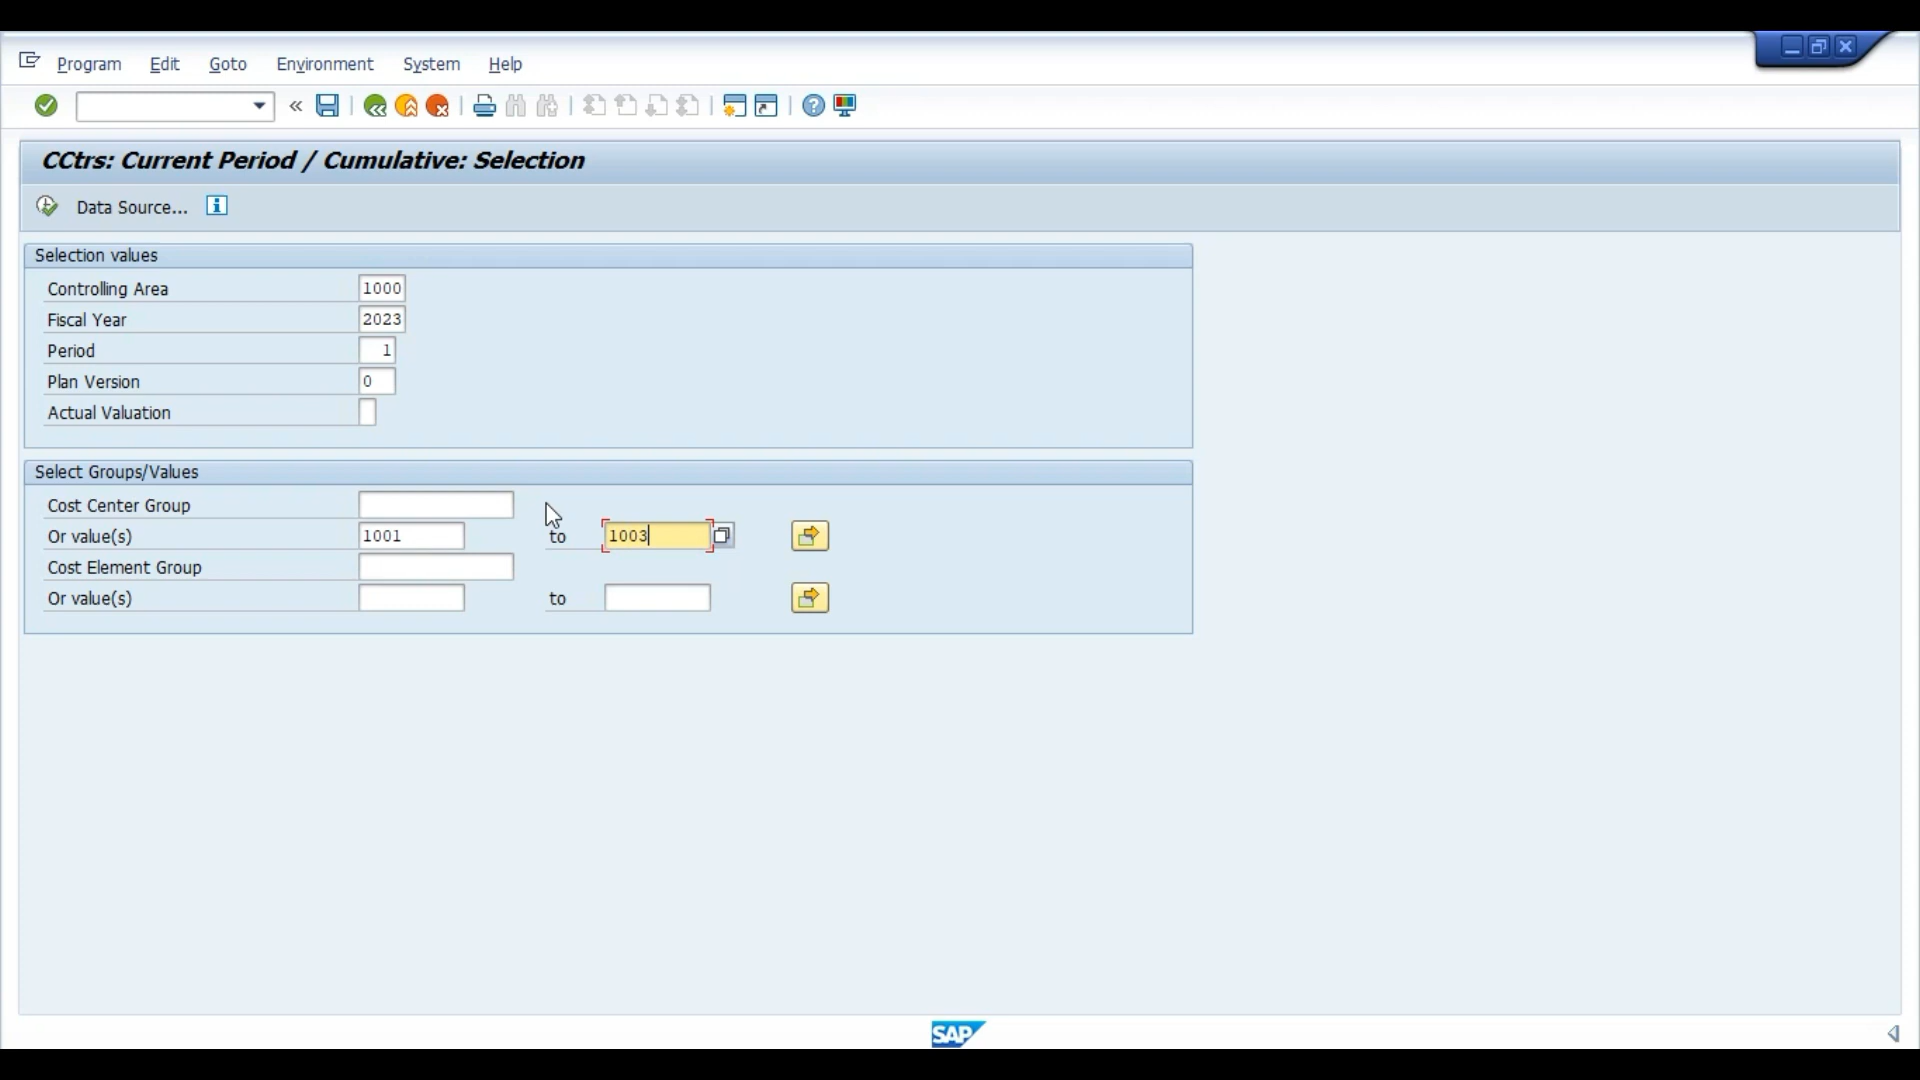 Program Edit Goto Environment System Help
CCtrs: Current Period / Cumulative: Selection
Data Source...
Selection values
Controlling Area 1000
Fiscal Year 2023
Period 1
Plan Version 0
Actual Valuation
Select Groups/Values
Cost Center Group
Or value(s) 1001 to 1003
Cost Element Group
Or value(s) to
SAP